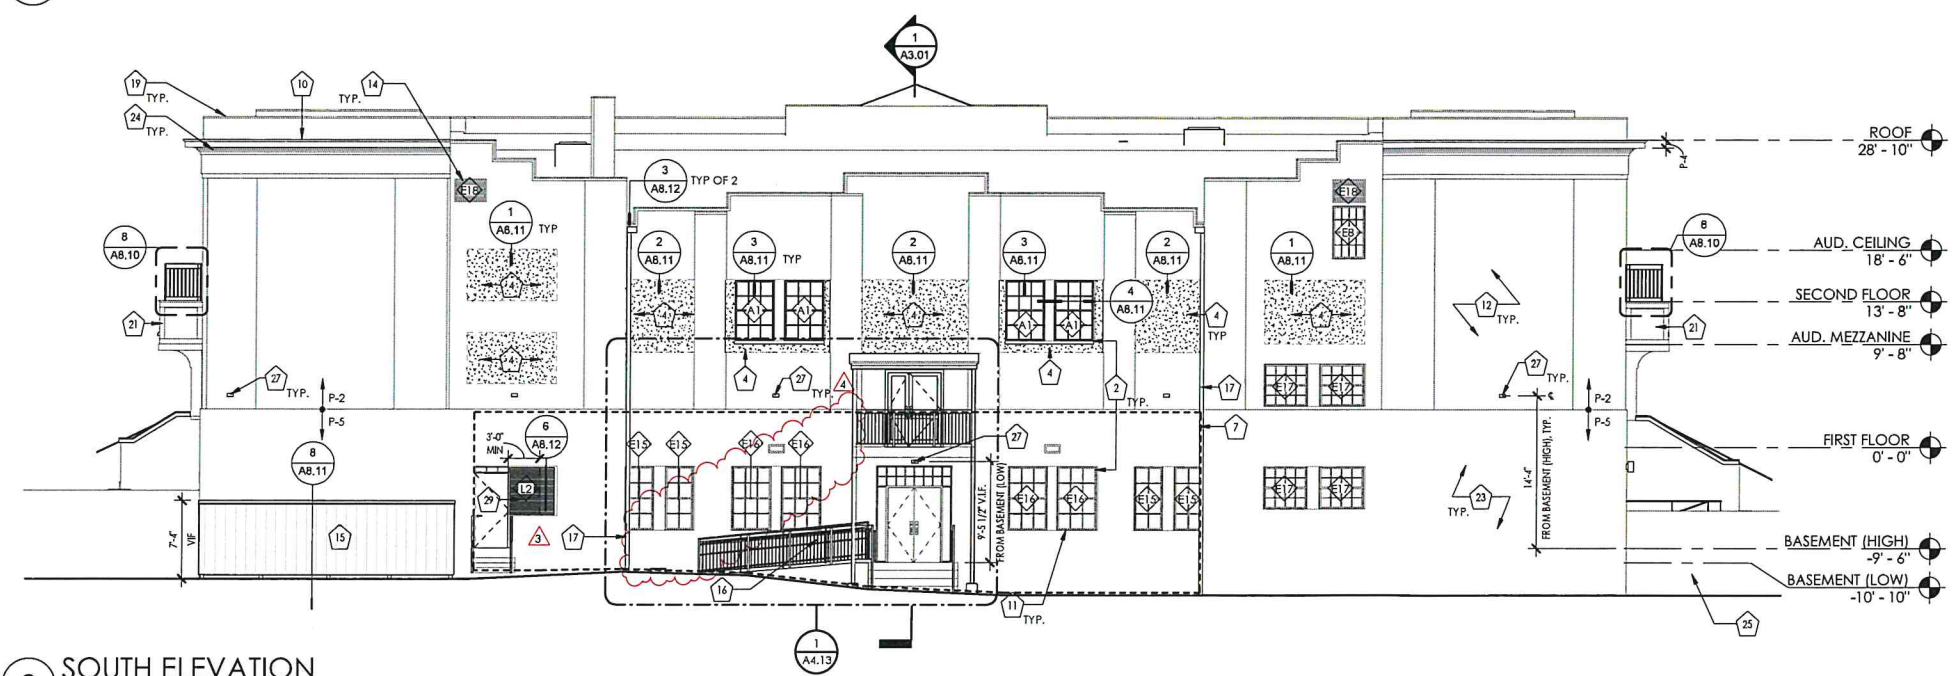 1
A3.01
19
TYP.
10
TYP.
14
24
TYP.
ROOF
28' - 10"
P-4
3
A8.12
TYP OF 2
E18
E18
1
A8.11
TYP
E8
8
A8.10
2
A8.11
3
A8.11
TYP
2
A8.11
3
A8.11
2
A8.11
1
A8.11
8
A8.10
AUD. CEILING
18' - 6"
4
4
A1
A1
4
A1
A1
4
A8.11
4
4
TYP
4
12
TYP.
SECOND FLOOR
13' - 8"
21
21
AUD. MEZZANINE
9' - 8"
4
4
4
27
TYP.
27
TYP.
4
2
TYP.
17
E17
E17
27
TYP.
P-2
P-5
P-2
P-5
6
A8.12
3'-0"
MIN
E15
E15
E16
E16
27
7
FIRST FLOOR
0' - 0"
8
A8.11
L2
29
E16
E16
E15
E15
E17
E17
23
TYP.
14'-4"
FROM BASEMENT (HIGH), TYP.
9'-5 1/2" V.I.F.
FROM BASEMENT (LOW)
7'-4"
VIF
15
3
17
16
11
TYP.
BASEMENT (HIGH)
-9' - 6"
BASEMENT (LOW)
-10' - 10"
25
1
A4.13
SOUTH ELEVATION